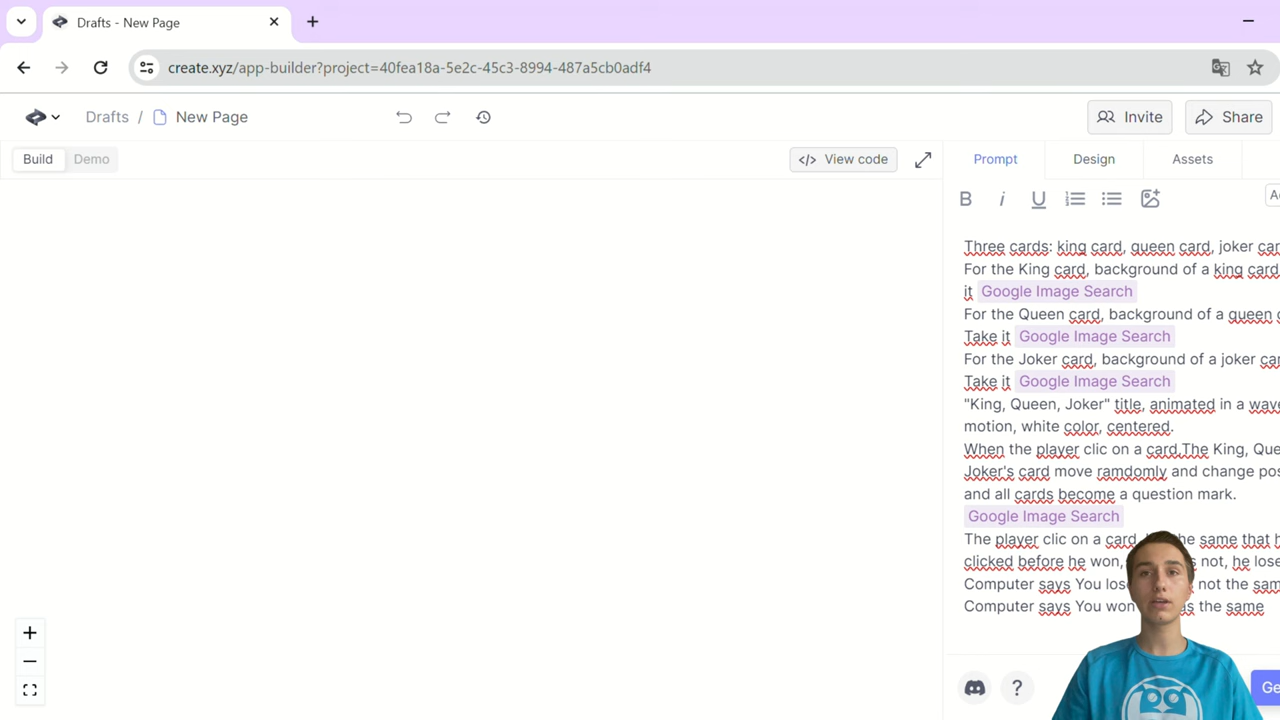 Drafts - New Page
create.xyz/app-builder?project=40fea18a-5e2c-45c3-8994-487a5cb0adf4
Drafts / New Page
Invite
Share
Build Demo
</> View code
Prompt Design Assets
B i U
Three cards: king card, queen card, joker car
For the King card, background of a king card
it Google Image Search
For the Queen card, background of a queen c
Take it Google Image Search
For the Joker card, background of a joker car
Take it Google Image Search
"King, Queen, Joker" title, animated in a wave
motion, white color, centered.
When the player clic on a card,The King, Que
Joker's card move ramdomly and change pos
and all cards become a question mark.
Google Image Search
The player clic on a card, he same that h
clicked before he won, s not, he lose
Computer says You los not the sam
Computer says You won as the same
?
Ge